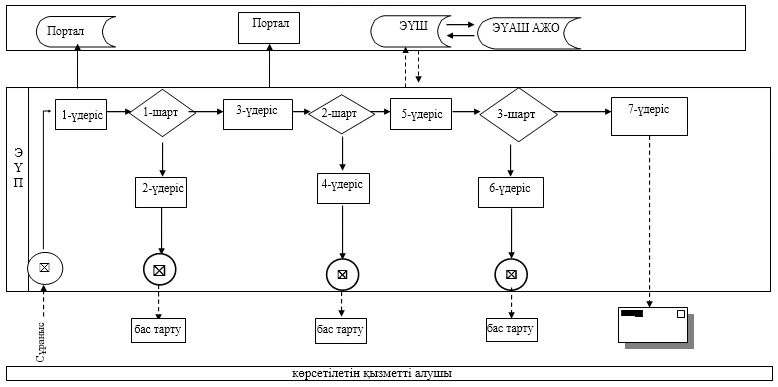 Портал
Портал
ЭҮШ
ЭҮАШ АЖО
Э
Ү
П
1-үдеріс
1-шарт
3-үдеріс
2-шарт
5-үдеріс
3-шарт
7-үдеріс
2-үдеріс
4-үдеріс
6-үдеріс
Сұраныс
бас тарту
бас тарту
бас тарту
көрсетілетін қызметті алушы